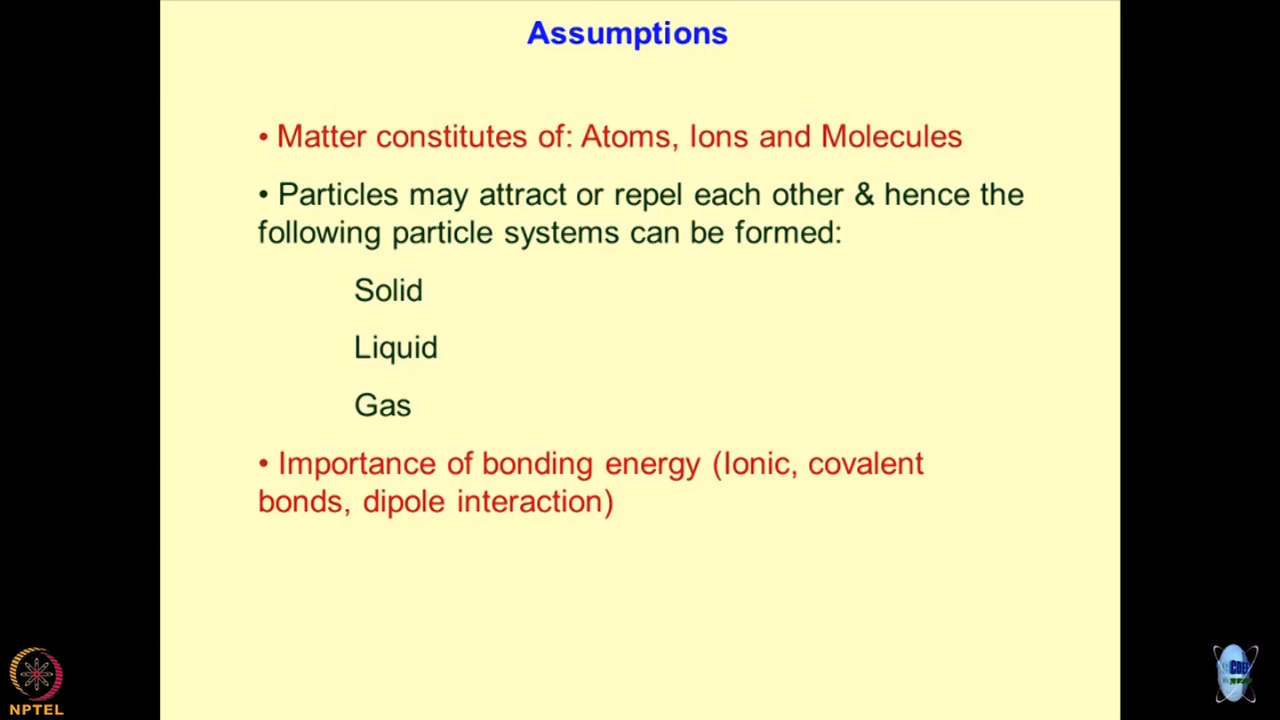 Assumptions
• Matter constitutes of: Atoms, Ions and Molecules
• Particles may attract or repel each other & hence the
following particle systems can be formed:
Solid
Liquid
Gas
• Importance of bonding energy (Ionic, covalent
bonds, dipole interaction)
NPTEL